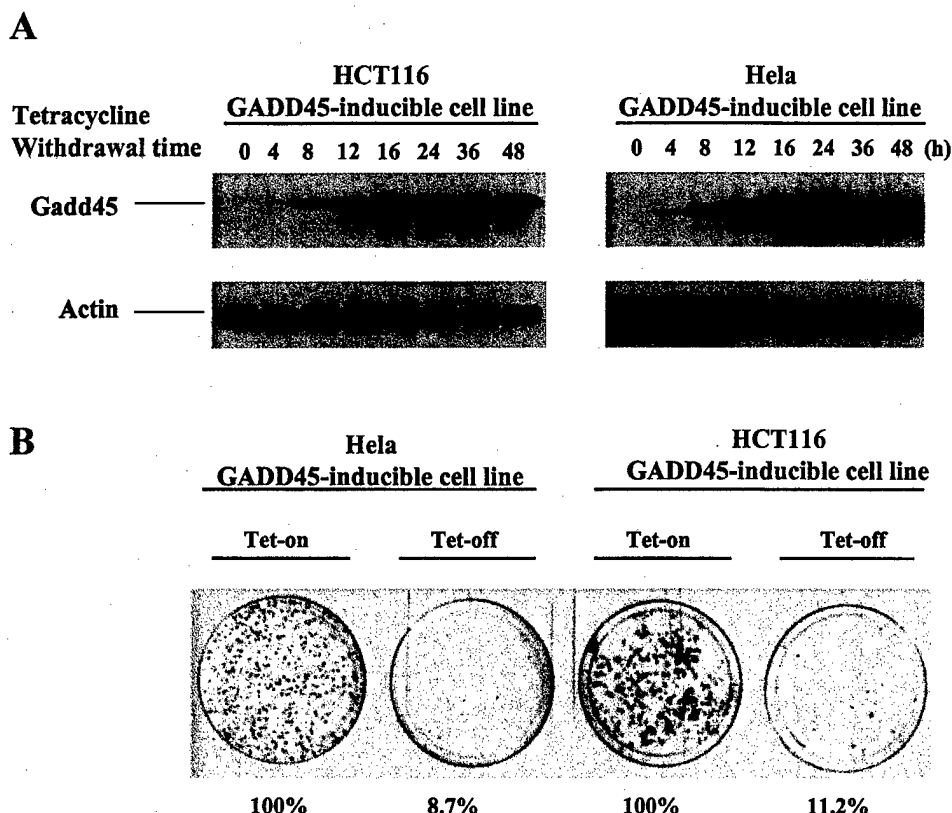 A
HCT116
GADD45-inducible cell line
Hela
GADD45-inducible cell line
Tetracycline
Withdrawal time
0 4 8 12 16 24 36 48
0 4 8 12 16 24 36 48 (h)
Gadd45
Actin
B
Hela
GADD45-inducible cell line
HCT116
GADD45-inducible cell line
Tet-on Tet-off Tet-on Tet-off
100% 8.7% 100% 11.2%